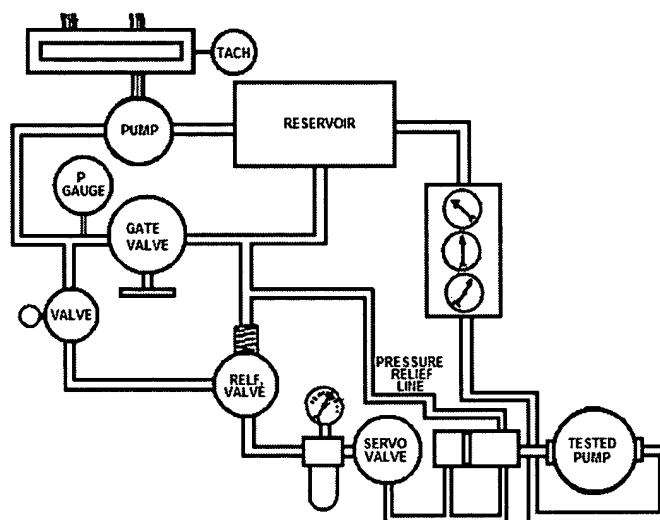 TACH
PUMP
RESERVOIR
P
GAUGE
GATE
VALVE
VALVE
PRESSURE
RELIEF
LINE
RELF.
VALVE
SERVO
VALVE
TESTED
PUMP